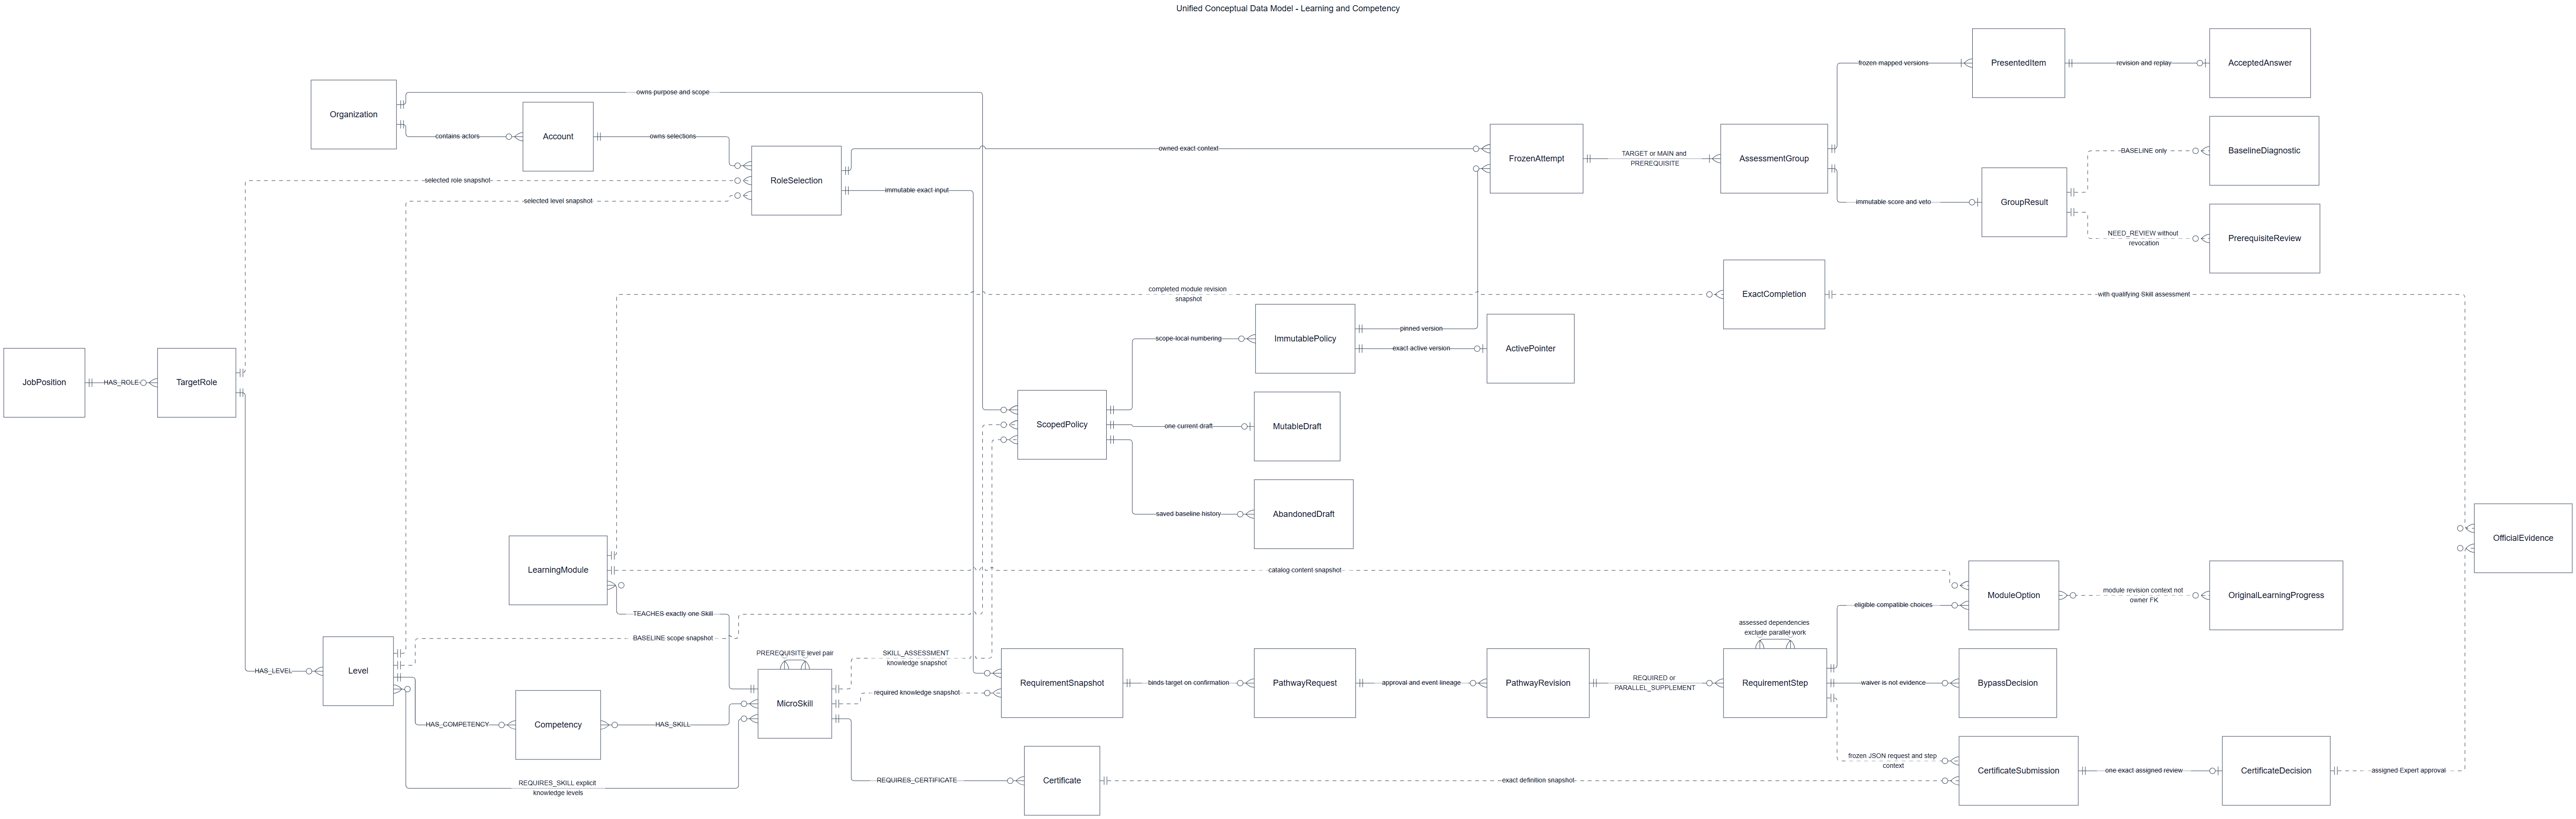 Unified Conceptual Data Model - Learning and Competency
PresentedItem
frozen mapped versions
revision and replay
AcceptedAnswer
Organization
owns purpose and scope
contains actors
Account
owns selections
RoleSelection
selected role snapshot
selected level snapshot
owned exact context
immutable exact input
FrozenAttempt
TARGET or MAIN and
PREREQUISITE
AssessmentGroup
immutable score and veto
GroupResult
BASELINE only
BaselineDiagnostic
NEED_REVIEW without
revocation
PrerequisiteReview
completed module revision
snapshot
ExactCompletion
with qualifying Skill assessment
JobPosition
HAS_ROLE
TargetRole
scope-local numbering
ImmutablePolicy
pinned version
exact active version
ActivePointer
ScopedPolicy
one current draft
MutableDraft
saved baseline history
AbandonedDraft
OfficialEvidence
LearningModule
catalog content snapshot
TEACHES exactly one Skill
BASELINE scope snapshot
eligible compatible choices
ModuleOption
module revision context not
owner FK
OriginalLearningProgress
HAS_LEVEL
Level
PREREQUISITE level pair
SKILL_ASSESSMENT
knowledge snapshot
required knowledge snapshot
MicroSkill
HAS_COMPETENCY
Competency
HAS_SKILL
REQUIRES_SKILL explicit
knowledge levels
RequirementSnapshot
binds target on confirmation
PathwayRequest
approval and event lineage
PathwayRevision
REQUIRED or
PARALLEL_SUPPLEMENT
assessed dependencies
exclude parallel work
RequirementStep
waiver is not evidence
BypassDecision
REQUIRES_CERTIFICATE
Certificate
exact definition snapshot
frozen JSON request and step
context
CertificateSubmission
one exact assigned review
CertificateDecision
assigned Expert approval